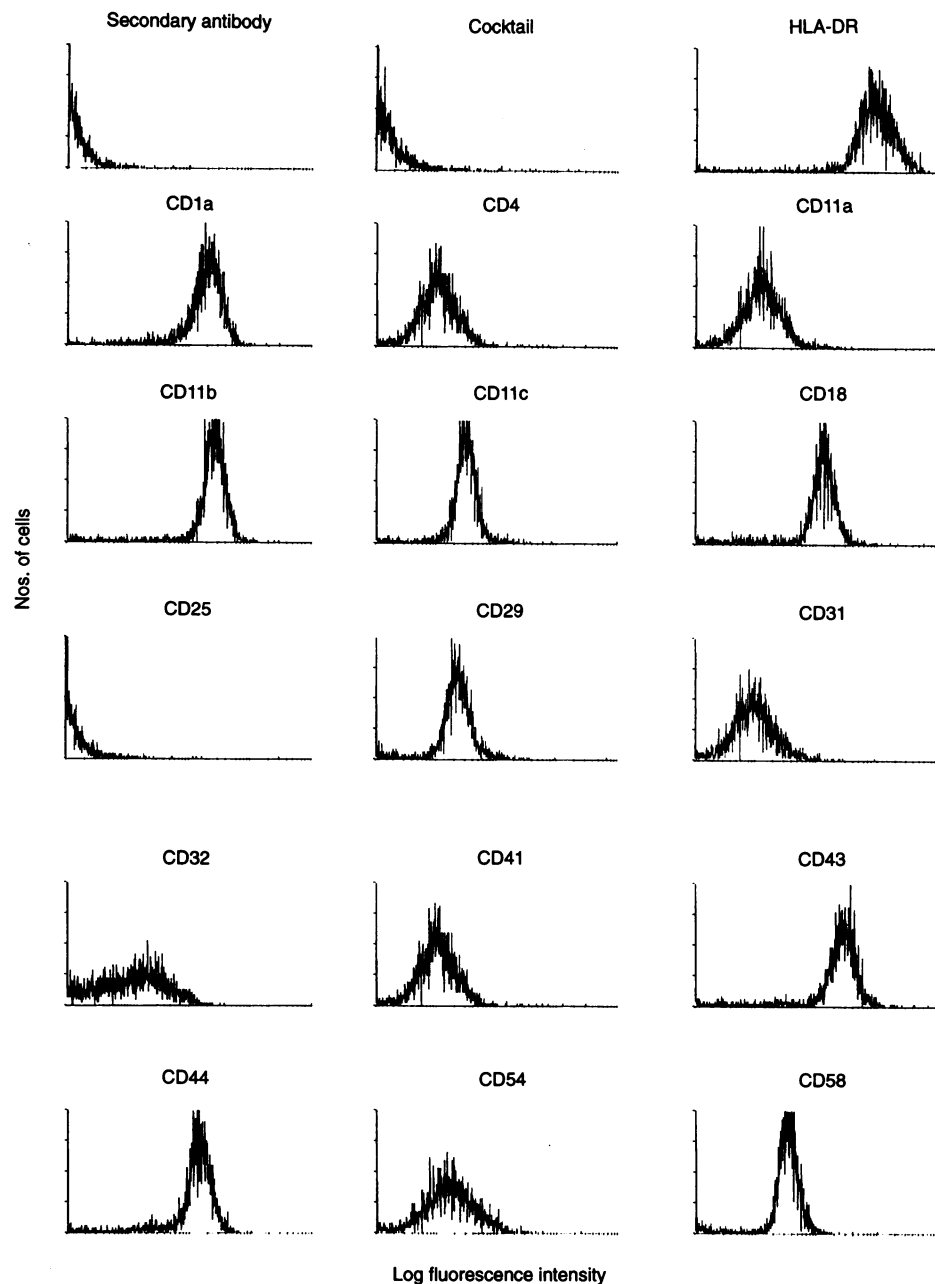 Secondary antibody
Cocktail
HLA-DR
CD1a
CD4
CD11a
CD11b
CD11c
CD18
Nos. of cells
CD25
CD29
CD31
CD32
CD41
CD43
CD44
CD54
CD58
Log fluorescence intensity